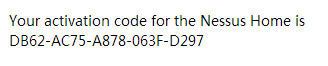 Your activation code for the Nessus Home is
DB62-AC75-A878-063F-D297